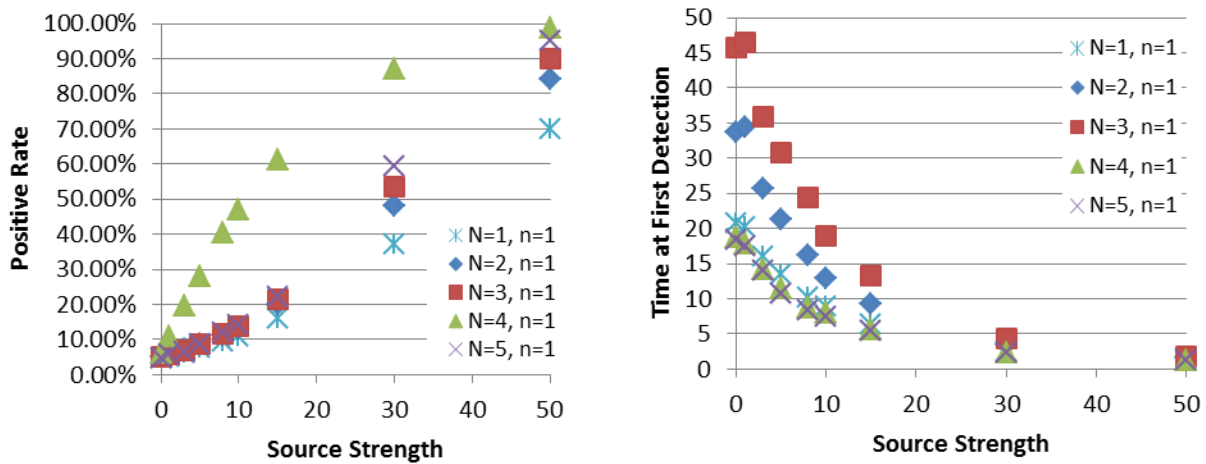 100.00%
90.00%
80.00%
70.00%
60.00%
50.00%
40.00%
30.00%
20.00%
10.00%
0.00%
Positive Rate
N=1, n=1
N=2, n=1
N=3, n=1
N=4, n=1
N=5, n=1
0 10 20 30 40 50
Source Strength
50
45
40
35
30
25
20
15
10
5
0
Time at First Detection
N=1, n=1
N=2, n=1
N=3, n=1
N=4, n=1
N=5, n=1
0 10 20 30 40 50
Source Strength